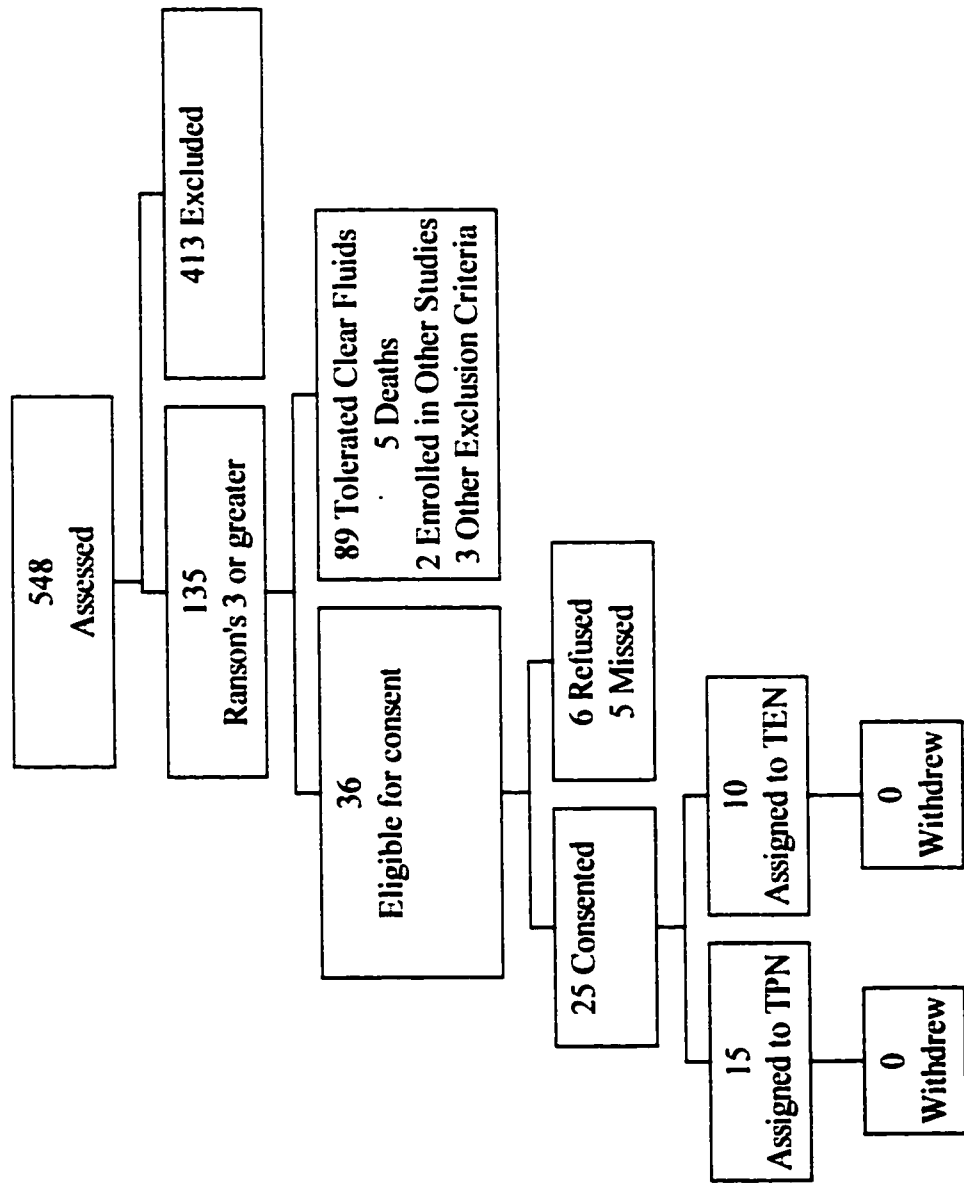 548
Assessed
135
Ranson's 3 or greater
413 Excluded
36
Eligible for consent
89 Tolerated Clear Fluids
5 Deaths
2 Enrolled in Other Studies
3 Other Exclusion Criteria
25 Consented
6 Refused
5 Missed
15
Assigned to TPN
10
Assigned to TEN
0
Withdrew
0
Withdrew